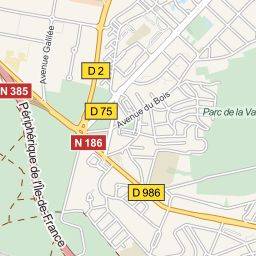 Avenue Galilée
D 2
N 385
D 75
Avenue du Bois
Parc de la Va
N 186
Périphérique de l'Île-de-France
D 986